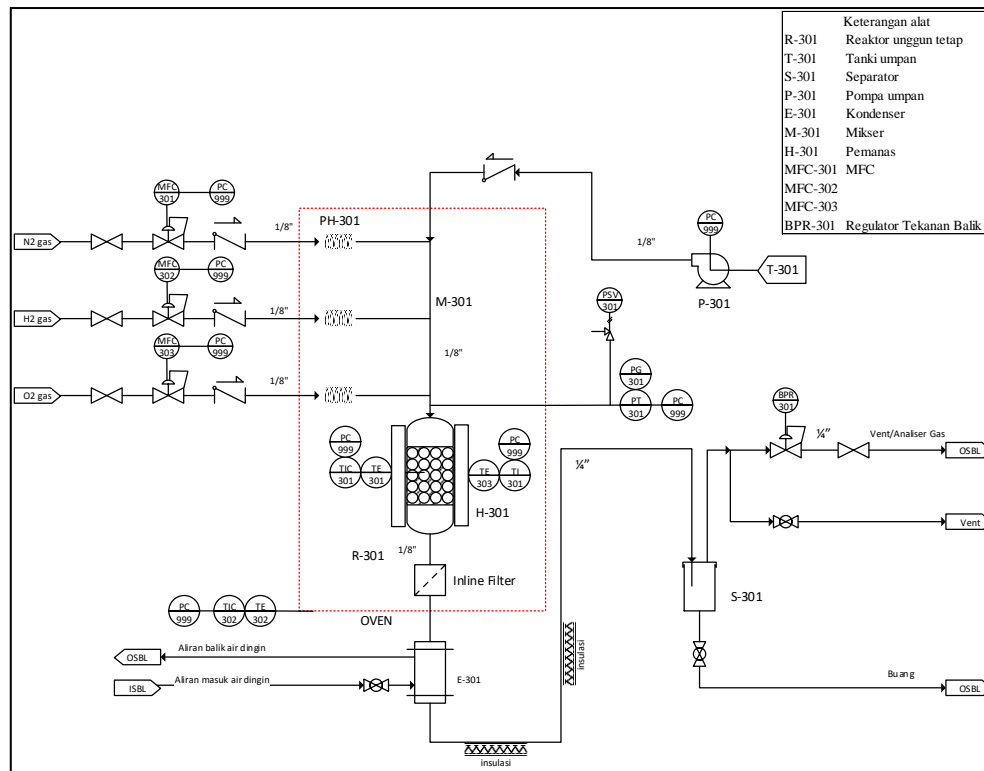 Keterangan alat
R-301 Reaktor unggun tetap
T-301 Tanki umpan
S-301 Separator
P-301 Pompa umpan
E-301 Kondenser
M-301 Mikser
H-301 Pemanas
MFC-301 MFC
MFC-302
MFC-303
BPR-301 Regulator Tekanan Balik
MFC
301
PC
999
N2 gas
1/8"
PH-301
MFC
302
PC
999
H2 gas
1/8"
MFC
303
PC
999
O2 gas
1/8"
M-301
1/8"
1/8"
PC
999
T-301
P-301
PSV
301
PG
301
PT
301
PC
999
PC
999
TIC
301
TE
301
PC
999
TE
303
TI
301
H-301
R-301
1/8"
Inline Filter
OVEN
PC
999
TIC
302
TE
302
¼”
BPR
301
¼”
Vent/Analiser Gas
OSBL
Vent
S-301
Buang
OSBL
OSBL
Aliran balik air dingin
ISBL
Aliran masuk air dingin
E-301
insulasi
insulasi